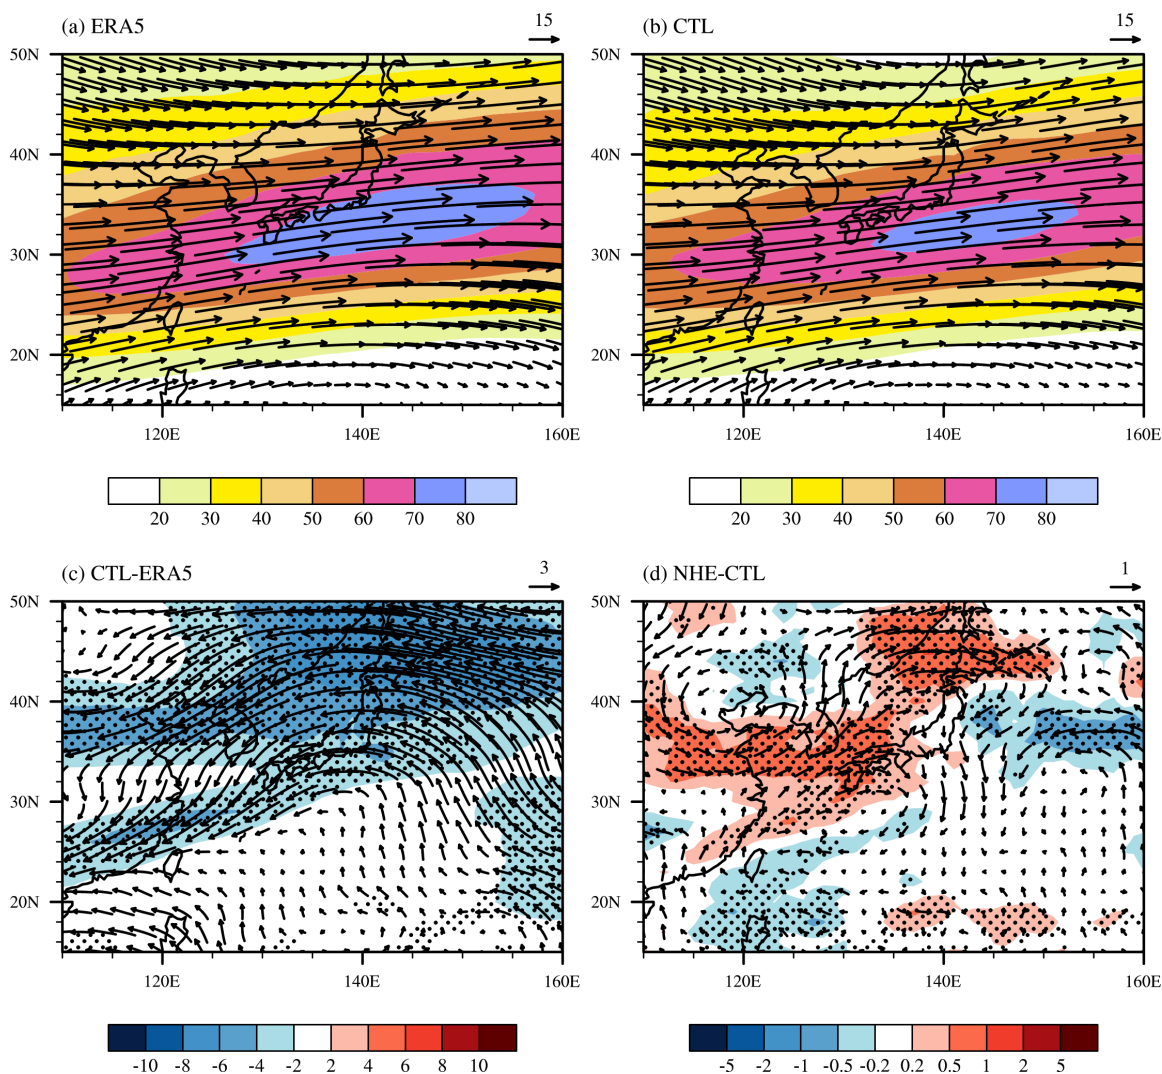 (a) ERA5 15
(b) CTL 15
50N
40N
30N
20N
120E 140E 160E
50N
40N
30N
20N
120E 140E 160E
20 30 40 50 60 70 80
20 30 40 50 60 70 80
(c) CTL-ERA5 3
(d) NHE-CTL 1
50N
40N
30N
20N
120E 140E 160E
50N
40N
30N
20N
120E 140E 160E
-10 -8 -6 -4 -2 2 4 6 8 10
-5 -2 -1 -0.5 -0.2 0.2 0.5 1 2 5